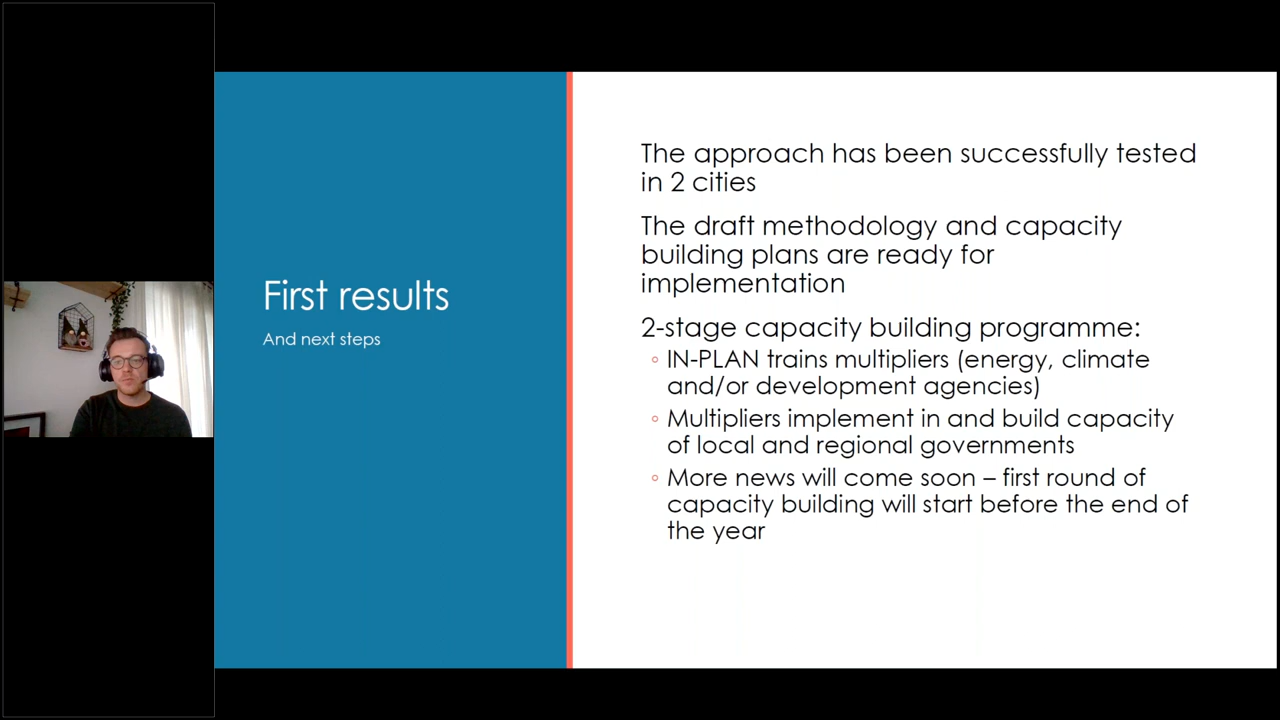 First results
And next steps
The approach has been successfully tested
in 2 cities
The draft methodology and capacity
building plans are ready for
implementation
2-stage capacity building programme:
◦ IN-PLAN trains multipliers (energy, climate
and/or development agencies)
◦ Multipliers implement in and build capacity
of local and regional governments
◦ More news will come soon – first round of
capacity building will start before the end of
the year